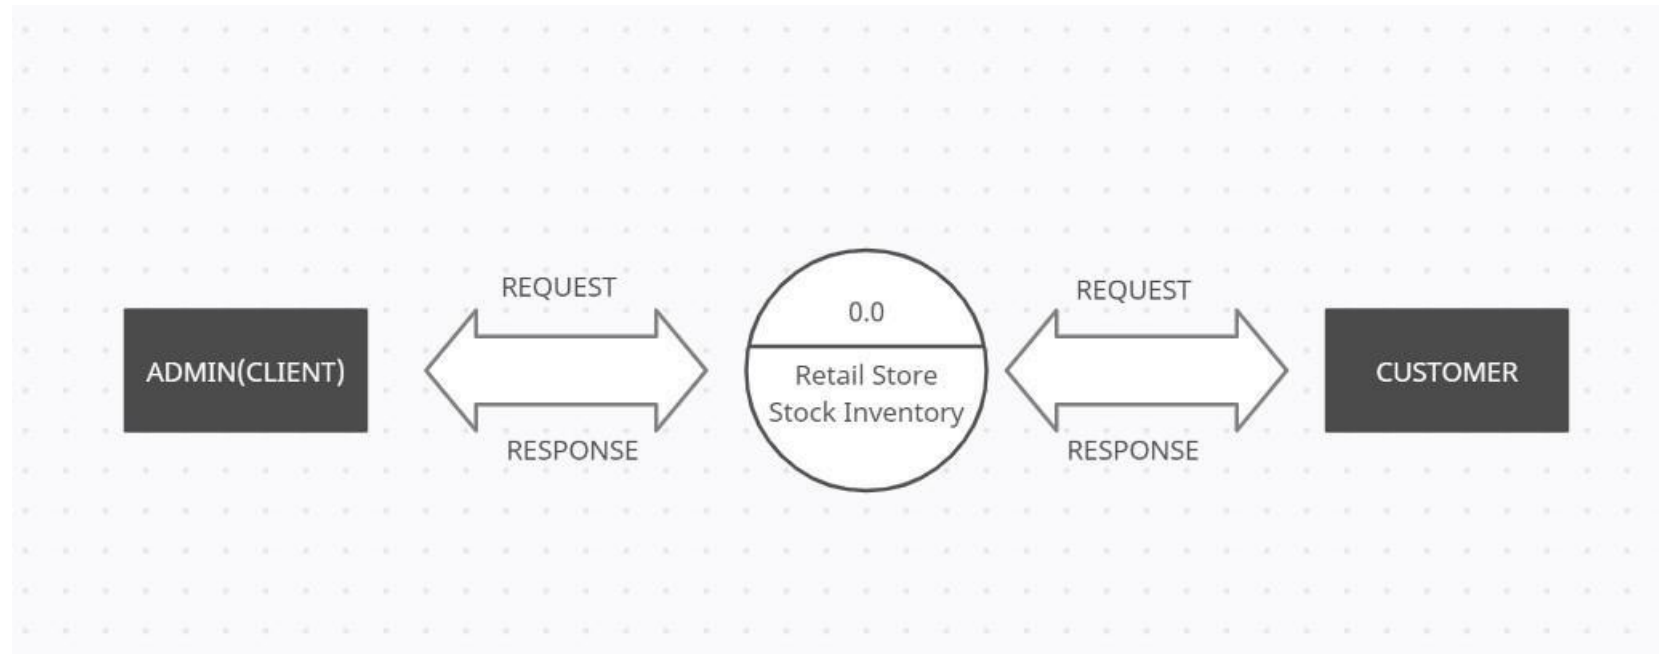 REQUEST
REQUEST
0.0
ADMIN(CLIENT)
Retail Store
Stock Inventory
CUSTOMER
RESPONSE
RESPONSE